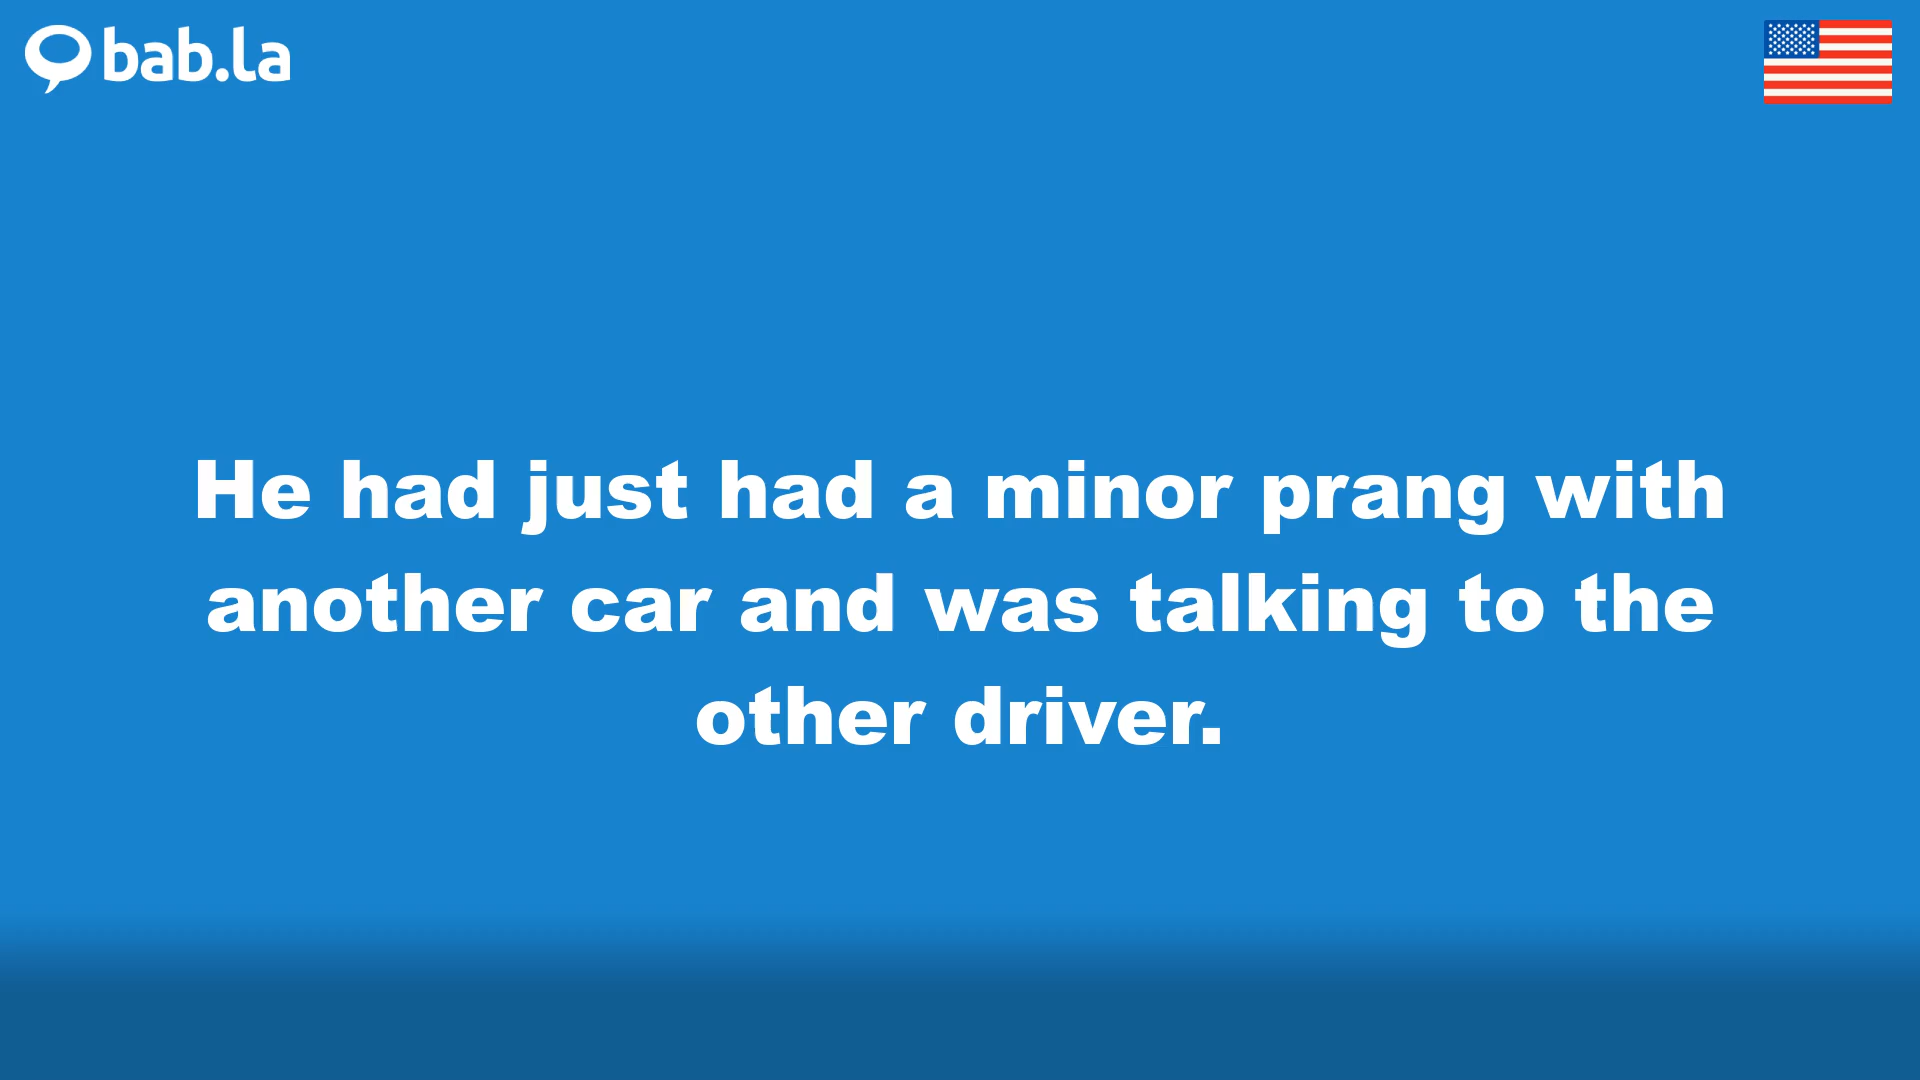 bab.la
He had just had a minor prang with
another car and was talking to the
other driver.